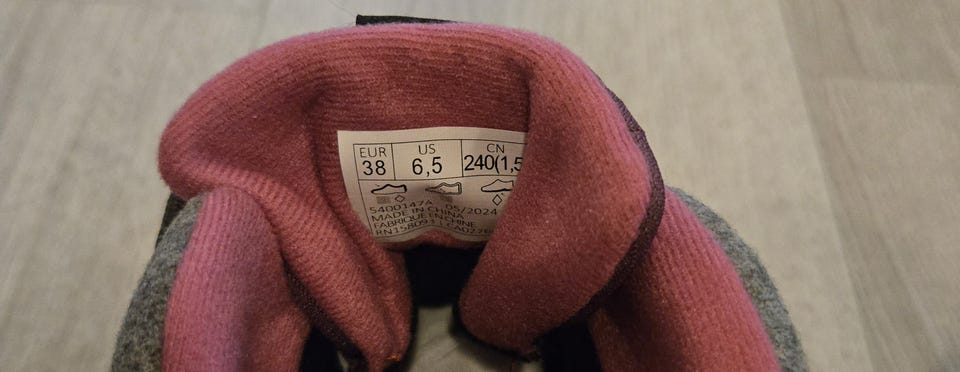 EUR US CN
38 6,5 240(1,5
5400147A 05/2024
MADE IN CHINA
FABRIQUE EN CHINE